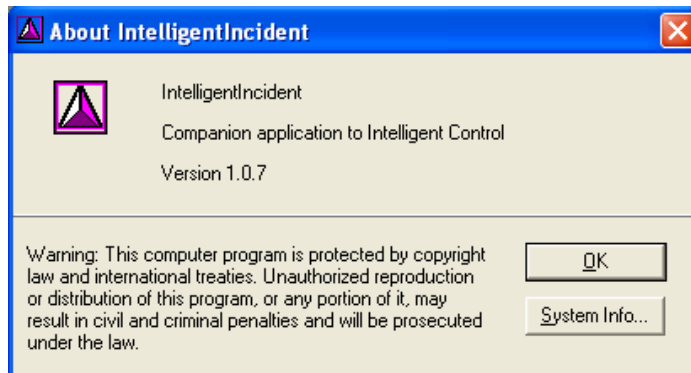 About IntelligentIncident
IntelligentIncident
Companion application to Intelligent Control
Version 1.0.7
Warning: This computer program is protected by copyright
law and international treaties. Unauthorized reproduction
or distribution of this program, or any portion of it, may
result in civil and criminal penalties and will be prosecuted
under the law.
OK
System Info...